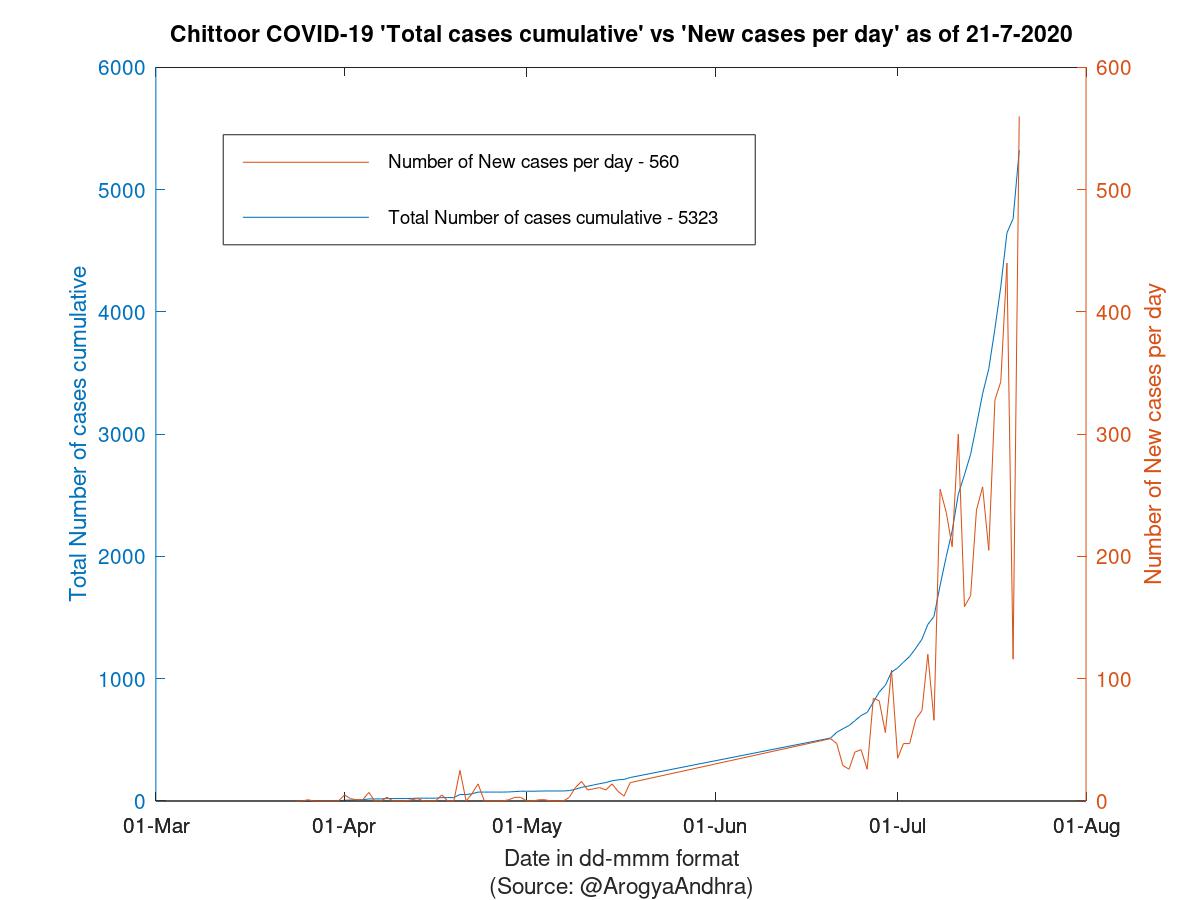 Chittoor COVID-19 'Total cases cumulative' vs 'New cases per day' as of 21-7-2020
6000
5000
4000
3000
2000
1000
0
Total Number of cases cumulative
Number of New cases per day - 560
Total Number of cases cumulative - 5323
600
500
400
300
200
100
0
Number of New cases per day
01-Mar 01-Apr 01-May 01-Jun 01-Jul 01-Aug
Date in dd-mmm format
(Source: @ArogyaAndhra)